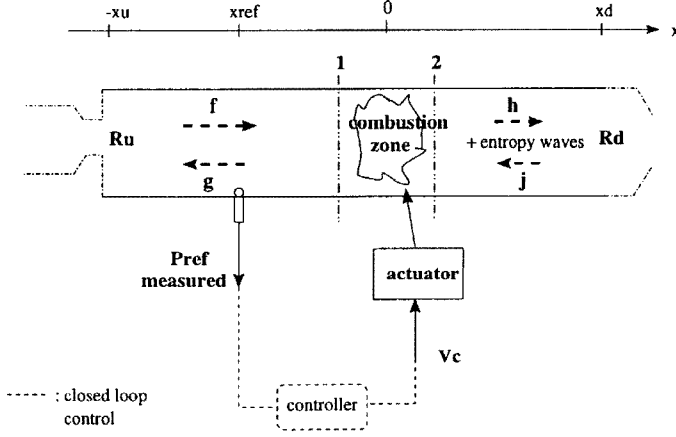 -xu xref 0 xd x
1 2
f h
combustion
Ru zone + entropy waves Rd
g j
Pref
measured
actuator
Vc
: closed loop
control
controller